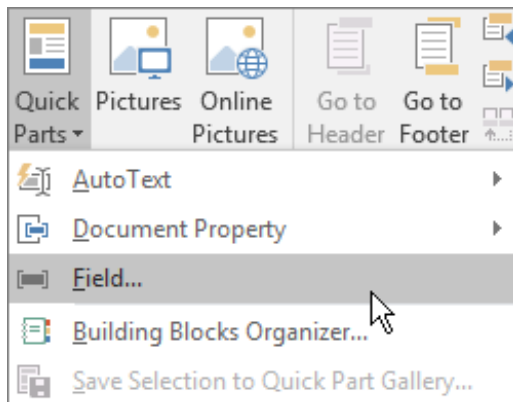 Quick Parts
Pictures
Online Pictures
Go to Header
Go to Footer
AutoText
Document Property
Field...
Building Blocks Organizer...
Save Selection to Quick Part Gallery...